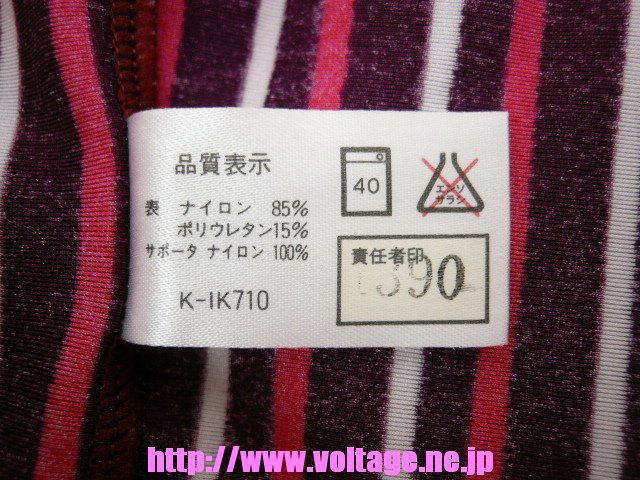 品質表示
表 ナイロン 85%
ポリウレタン15%
サポータ ナイロン 100%
K-IK710
40
エンソ
サラシ
責任者印
390
http://www.voltage.ne.jp